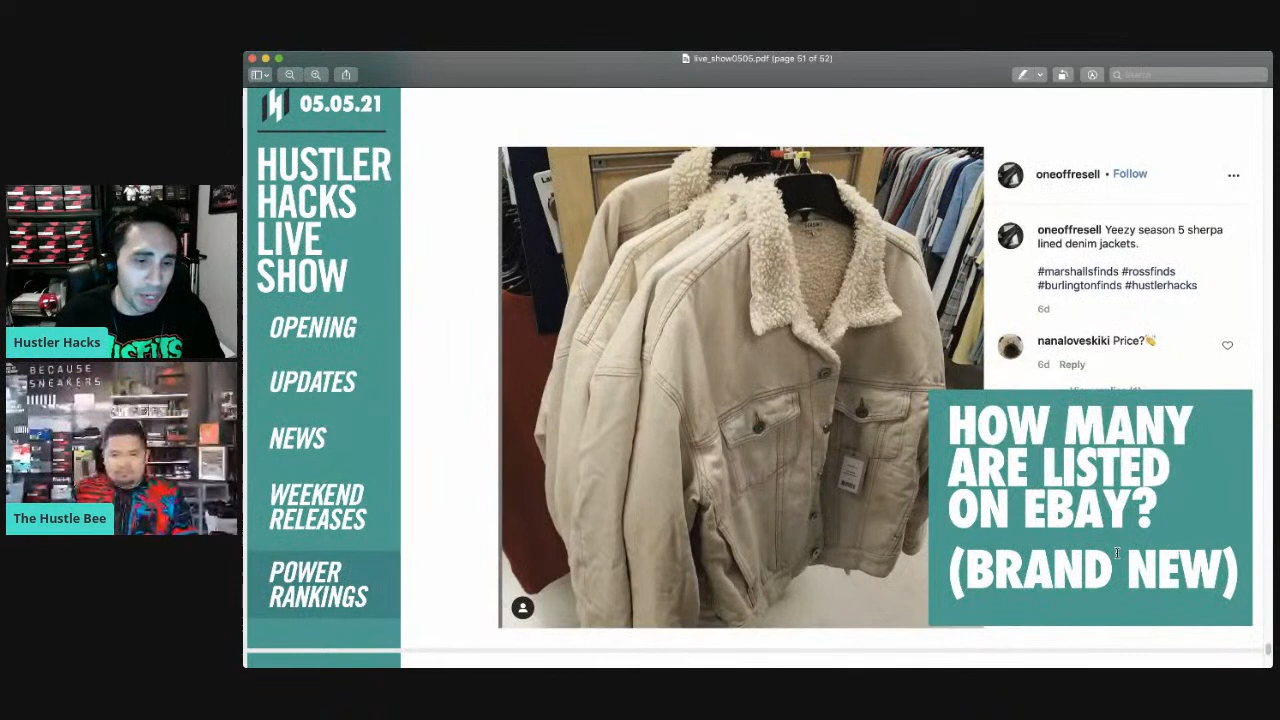 live_show0505.pdf (page 51 of 52)
Search
05.05.21
HUSTLER
HACKS
LIVE
SHOW
OPENING
UPDATES
NEWS
WEEKEND
RELEASES
POWER
RANKINGS
oneoffresell • Follow
oneoffresell Yeezy season 5 sherpa
lined denim jackets.
#marshallsfinds #rossfinds
#burlingtonfinds #hustlerhacks
6d
nanaloveskiki Price?👏
6d Reply
HOW MANY
ARE LISTED
ON EBAY?
(BRAND NEW)
Hustler Hacks
BECAUSE
SNEAKERS
The Hustle Bee